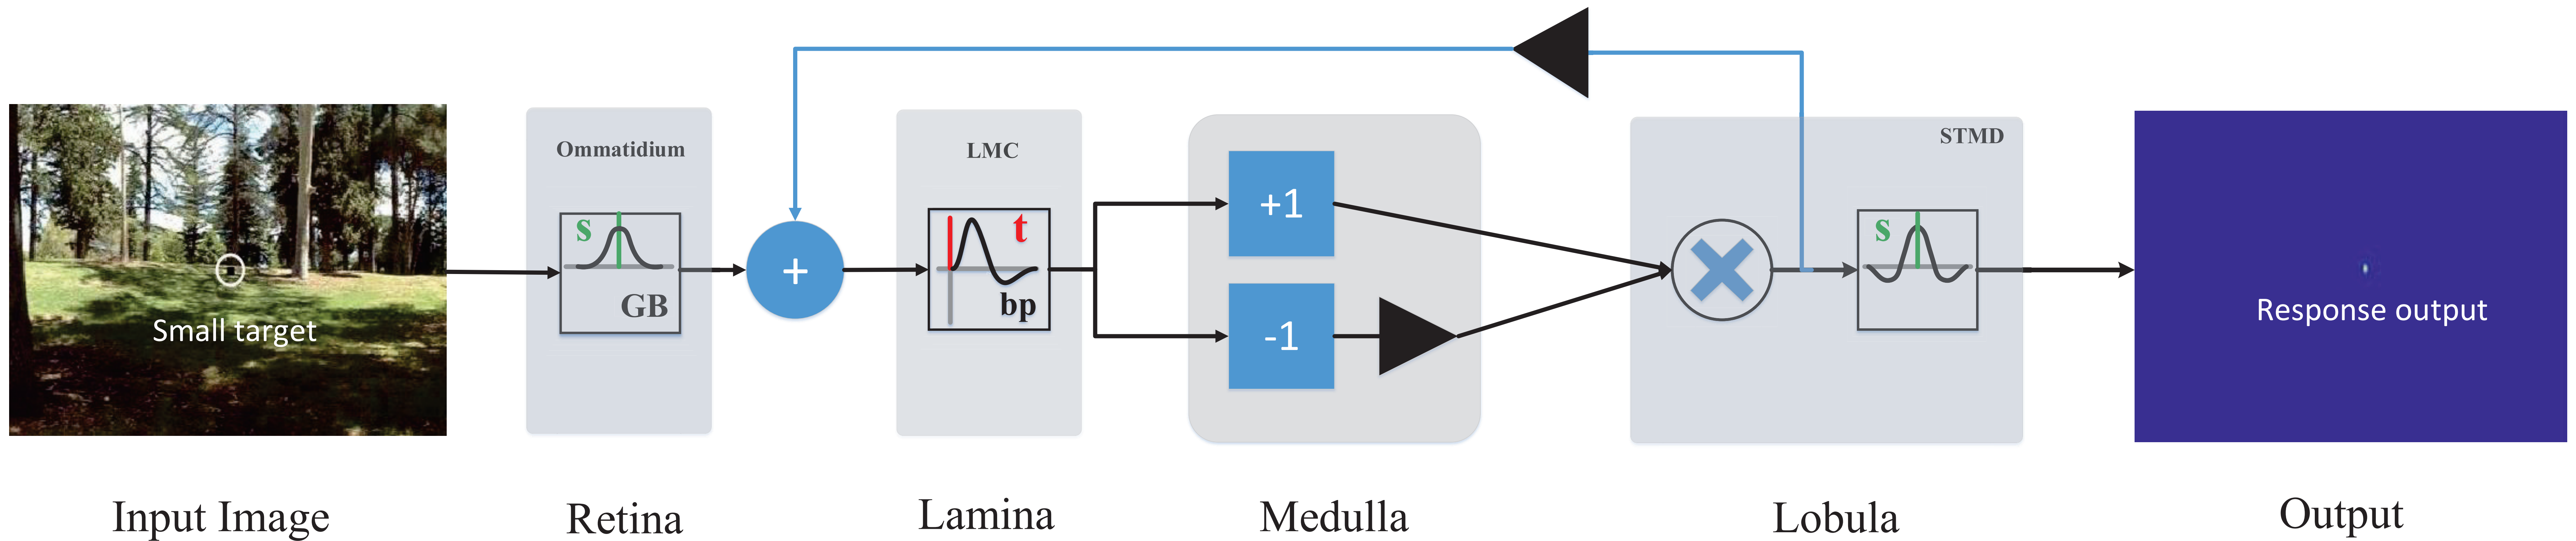 Ommatidium
s
GB
+
LMC
t
bp
+1
-1
STMD
s
Small target
Response output
Input Image
Retina
Lamina
Medulla
Lobula
Output